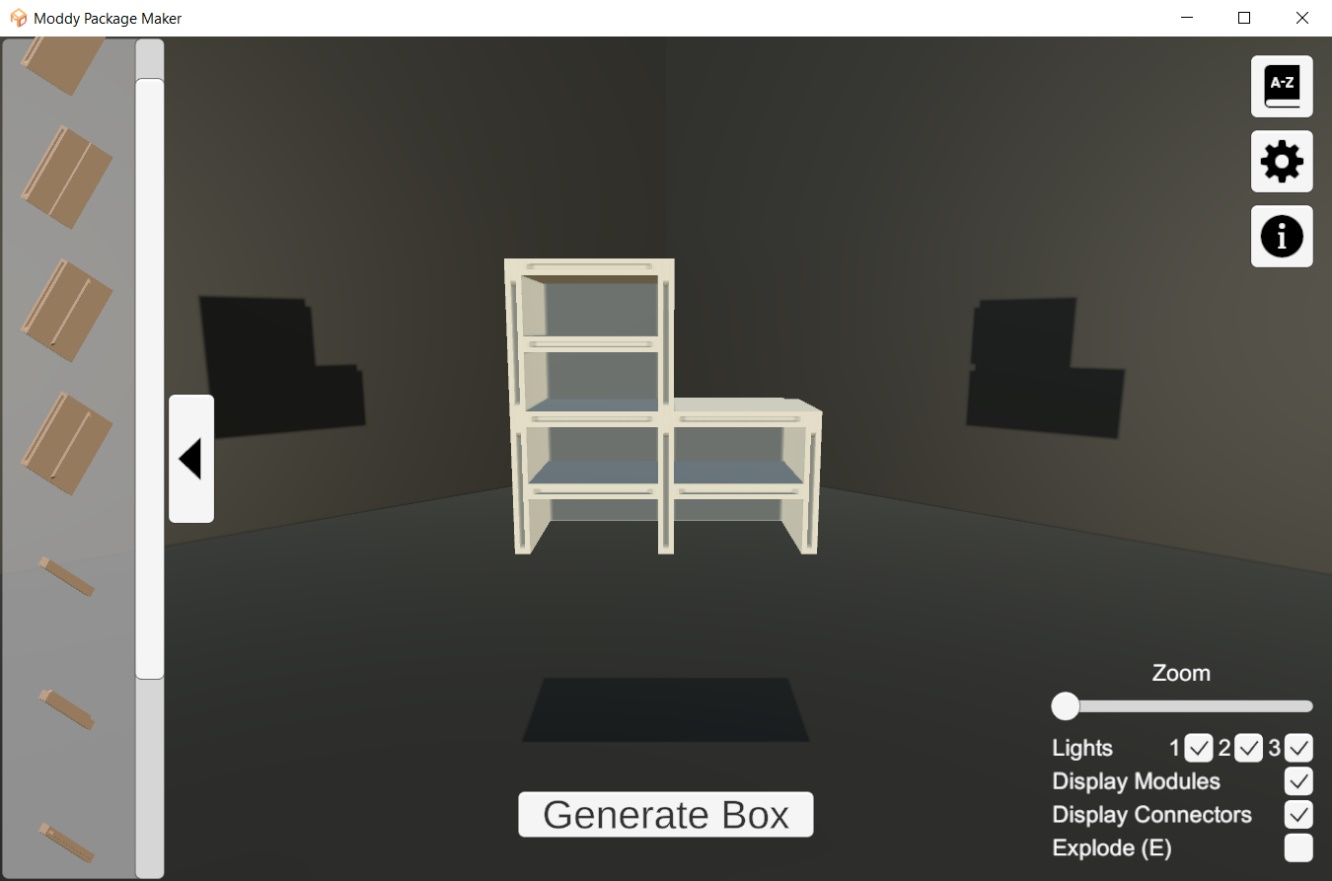 Moddy Package Maker
A-Z
Zoom
Lights 1 2 3
Display Modules
Display Connectors
Explode (E)
Generate Box